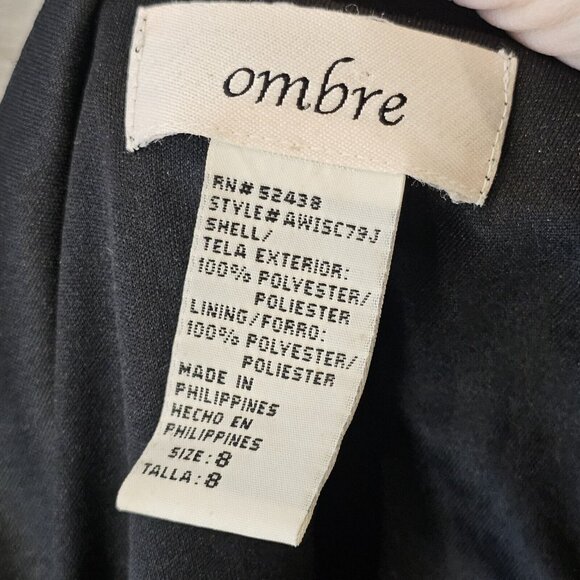 ombre
RN# 52438
STYLE# AWISC79J
SHELL/
TELA EXTERIOR:
100% POLYESTER/
POLIESTER
LINING/FORRO:
100% POLYESTER/
POLIESTER
MADE IN
PHILIPPINES
HECHO EN
PHILIPPINES
SIZE: 8
TALLA: 8